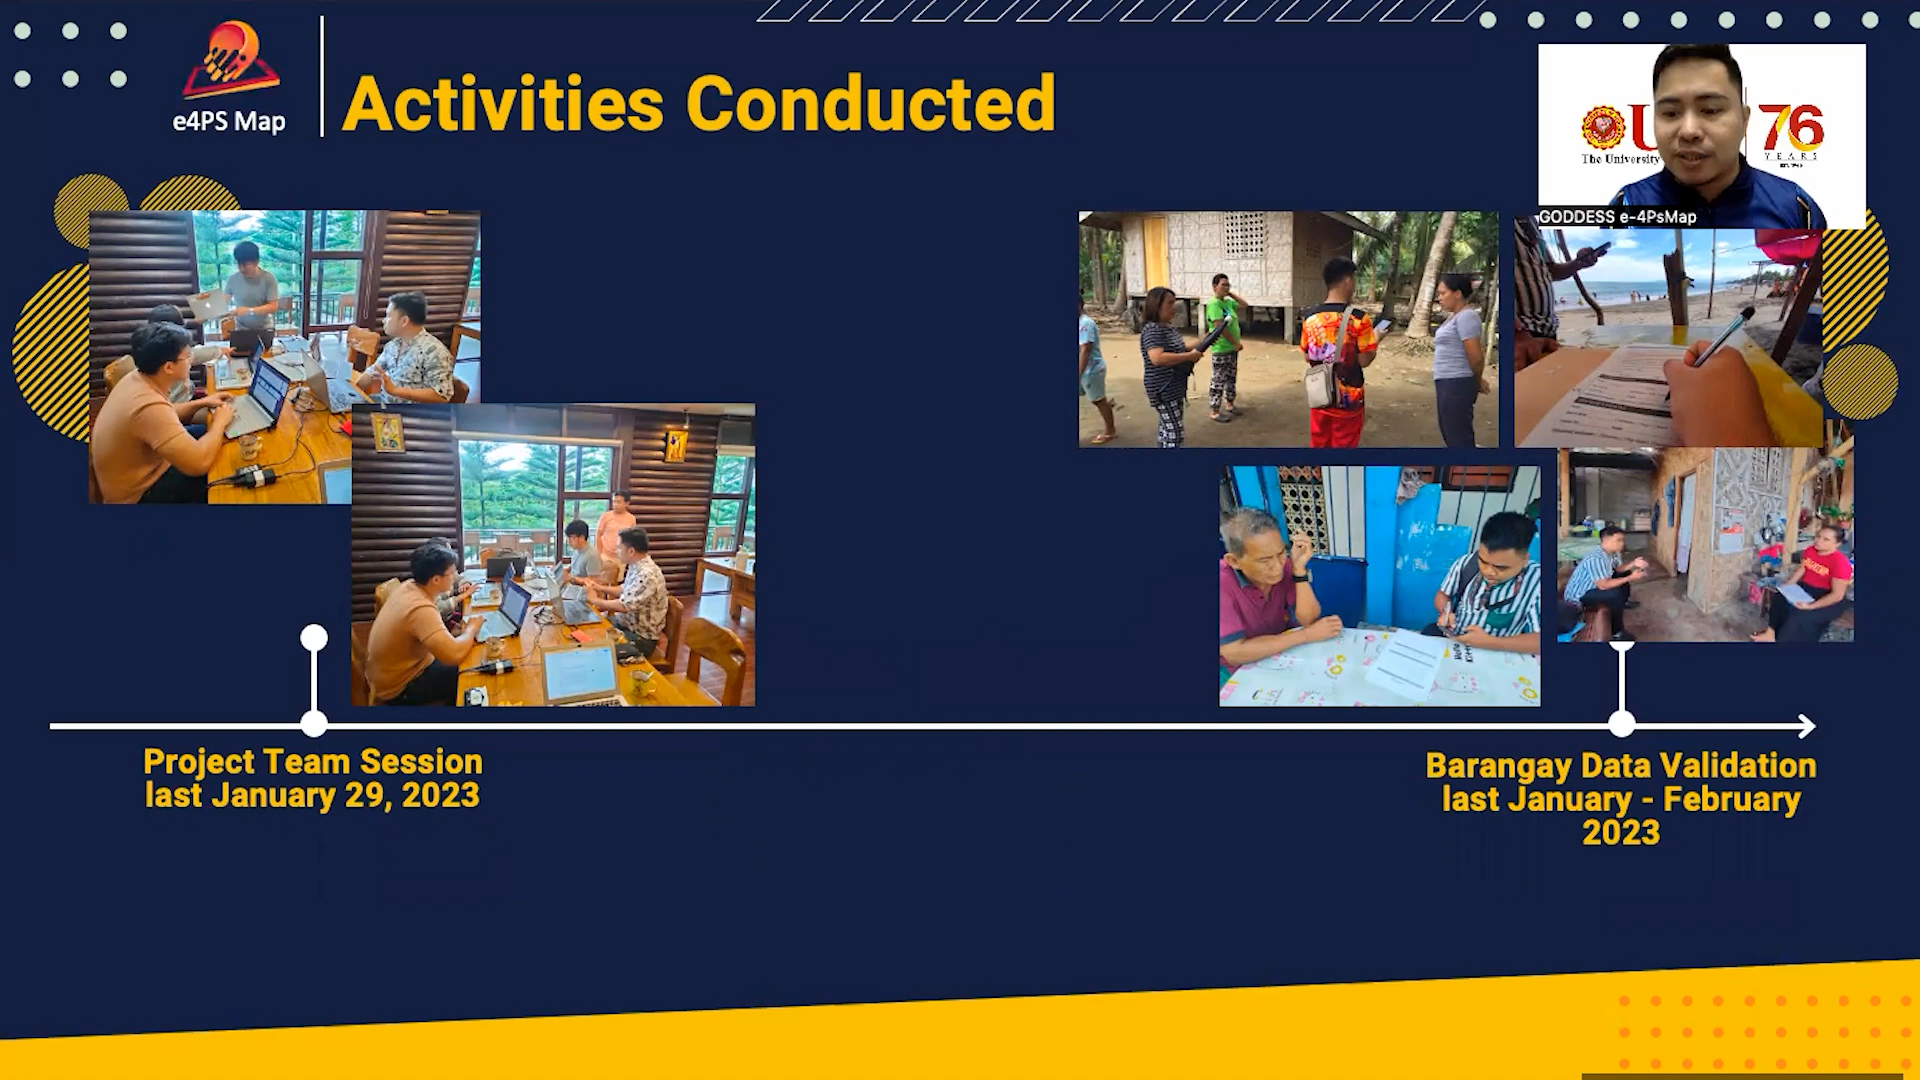 e4PS Map
Activities Conducted
U
76
The University
YEARS
GODDESS e-4PsMap
Project Team Session
last January 29, 2023
Barangay Data Validation
last January - February
2023